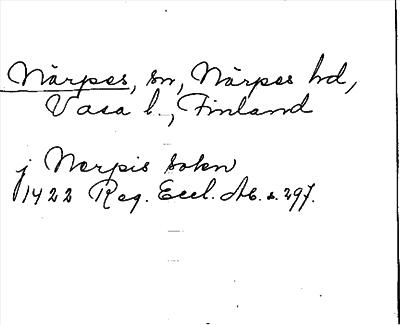 Närpes, sn, Närpes hd,
Vasa l., Finland
j Nerpis sokn
1422 Reg. Eccl. Ab. s. 297.